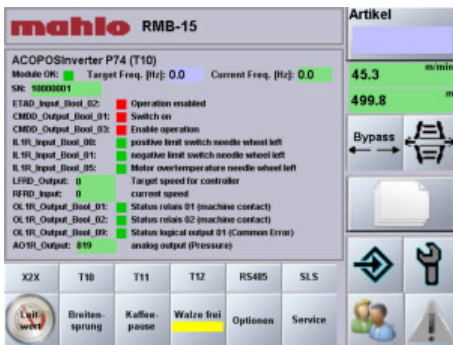 mahlo RMB-15
Artikel
ACOPOSInverter P74 (T10)
Module OK: Target Freq. [Hz]: 0.0 Current Freq. [Hz]: 0.0
SN: 10000001
ETAD_Input_Bool_02: Operation enabled
CMDD_Output_Bool_01: Switch on
CMDD_Output_Bool_03: Enable operation
IL1R_Input_Bool_00: positive limit switch needle wheel left
IL1R_Input_Bool_01: negative limit switch needle wheel left
IL1R_Input_Bool_05: Motor overtemperature needle wheel left
LFRD_Output: 0 Target speed for controller
RFRD_Input: 0 current speed
OL1R_Output_Bool_01: Status relais 01 (machine contact)
OL1R_Output_Bool_02: Status relais 02 (machine contact)
OL1R_Output_Bool_09: Status logical output 01 (Common Error)
AO1R_Output: 819 analog output (Pressure)
45.3 m/min
499.8 m
Bypass
X2X T10 T11 T12 RS485 SLS
Leit-
wert
Breiten-
sprung
Kaffee-
pause
Walze frei
Optionen
Service